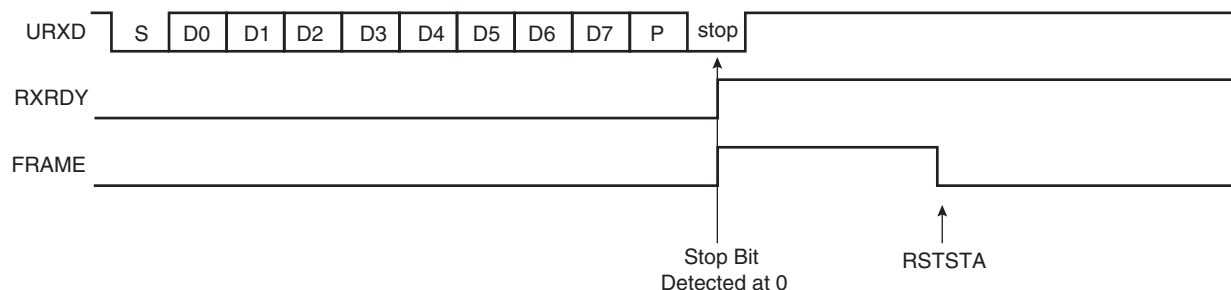 URXD S D0 D1 D2 D3 D4 D5 D6 D7 P stop
RXRDY
FRAME
Stop Bit
Detected at 0
RSTSTA